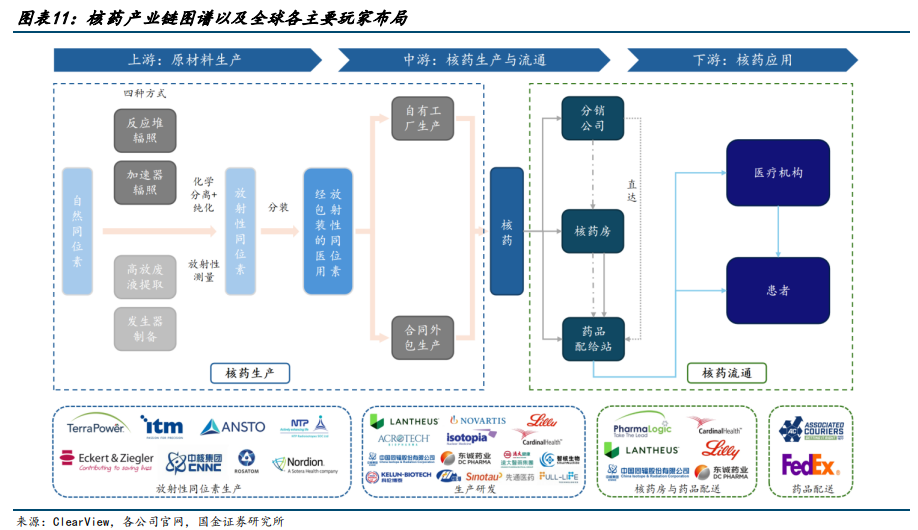 图表11：核药产业链图谱以及全球各主要玩家布局
上游：原材料生产
中游：核药生产与流通
下游：核药应用
四种方式
反应堆
辐照
加速器
辐照
高放废
液提取
发生器
制备
自然同位素
化学
分离+
纯化
放射性
测量
放射性同位素
分装
经包装的医用
放射性同位素
自有工
厂生产
合同外
包生产
核药
分销
公司
核药房
药品
配给站
直达
医疗机构
患者
核药生产
核药流通
TerraPower
itm
ANSTO
NTP
Eckert & Ziegler
Contributing to saving lives
中核集团
CNNC
ROSATOM
Nordion
A Sotera Health company
放射性同位素生产
LANTHEUS
NOVARTIS
Lilly
ACROTECH
BIOPHARMA
isotopia
CardinalHealth
中国同辐股份有限公司
China Isotope & Radiation Corporation
东诚药业
DC PHARMA
远大医药
智核生物
KELUN-BIOTECH
科伦博泰
Sinotau
先通医药
FULL-LIFE
生产研发
PharmaLogic
Take The Lead
CardinalHealth
LANTHEUS
Lilly
中国同辐股份有限公司
China Isotope & Radiation Corporation
东诚药业
DC PHARMA
核药房与药品配送
AC
ASSOCIATED
COURIERS
FedEx
药品配送
来源：ClearView，各公司官网，国金证券研究所